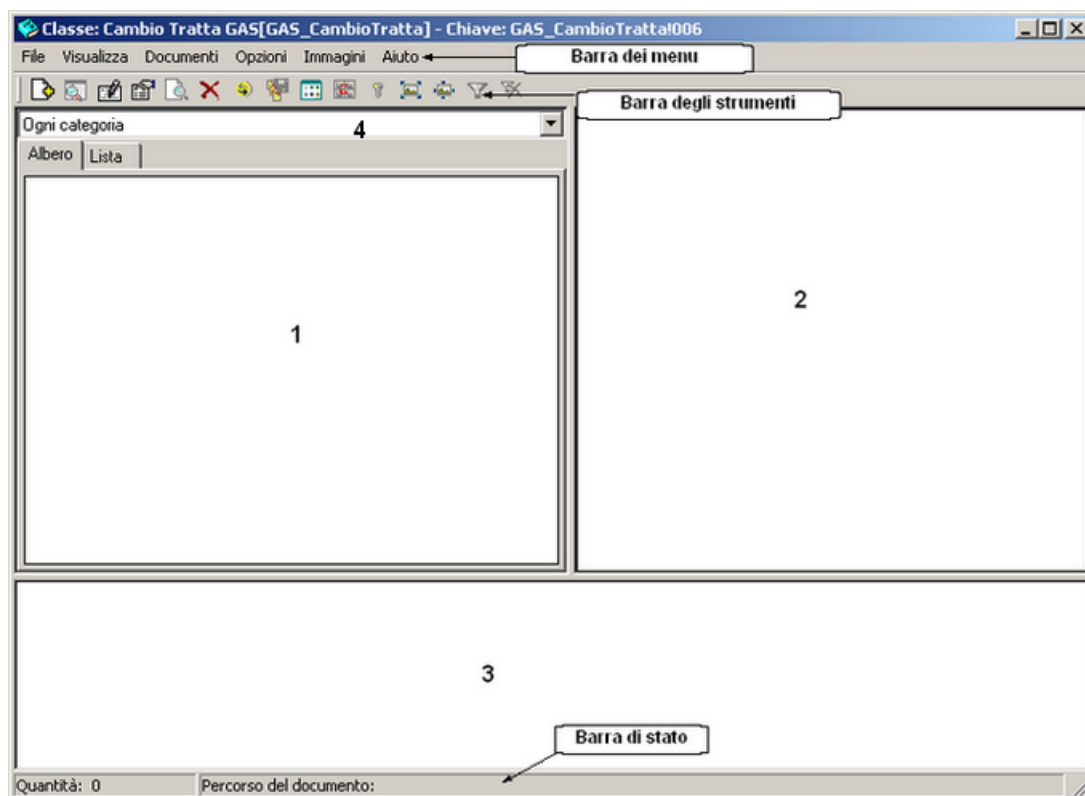 Classe: Cambio Tratta GAS[GAS_CambioTratta] - Chiave: GAS_CambioTratta!006
File Visualizza Documenti Opzioni Immagini Aiuto
Barra dei menu
Barra degli strumenti
Ogni categoria
4
Albero Lista
1
2
3
Barra di stato
Quantità: 0 Percorso del documento: